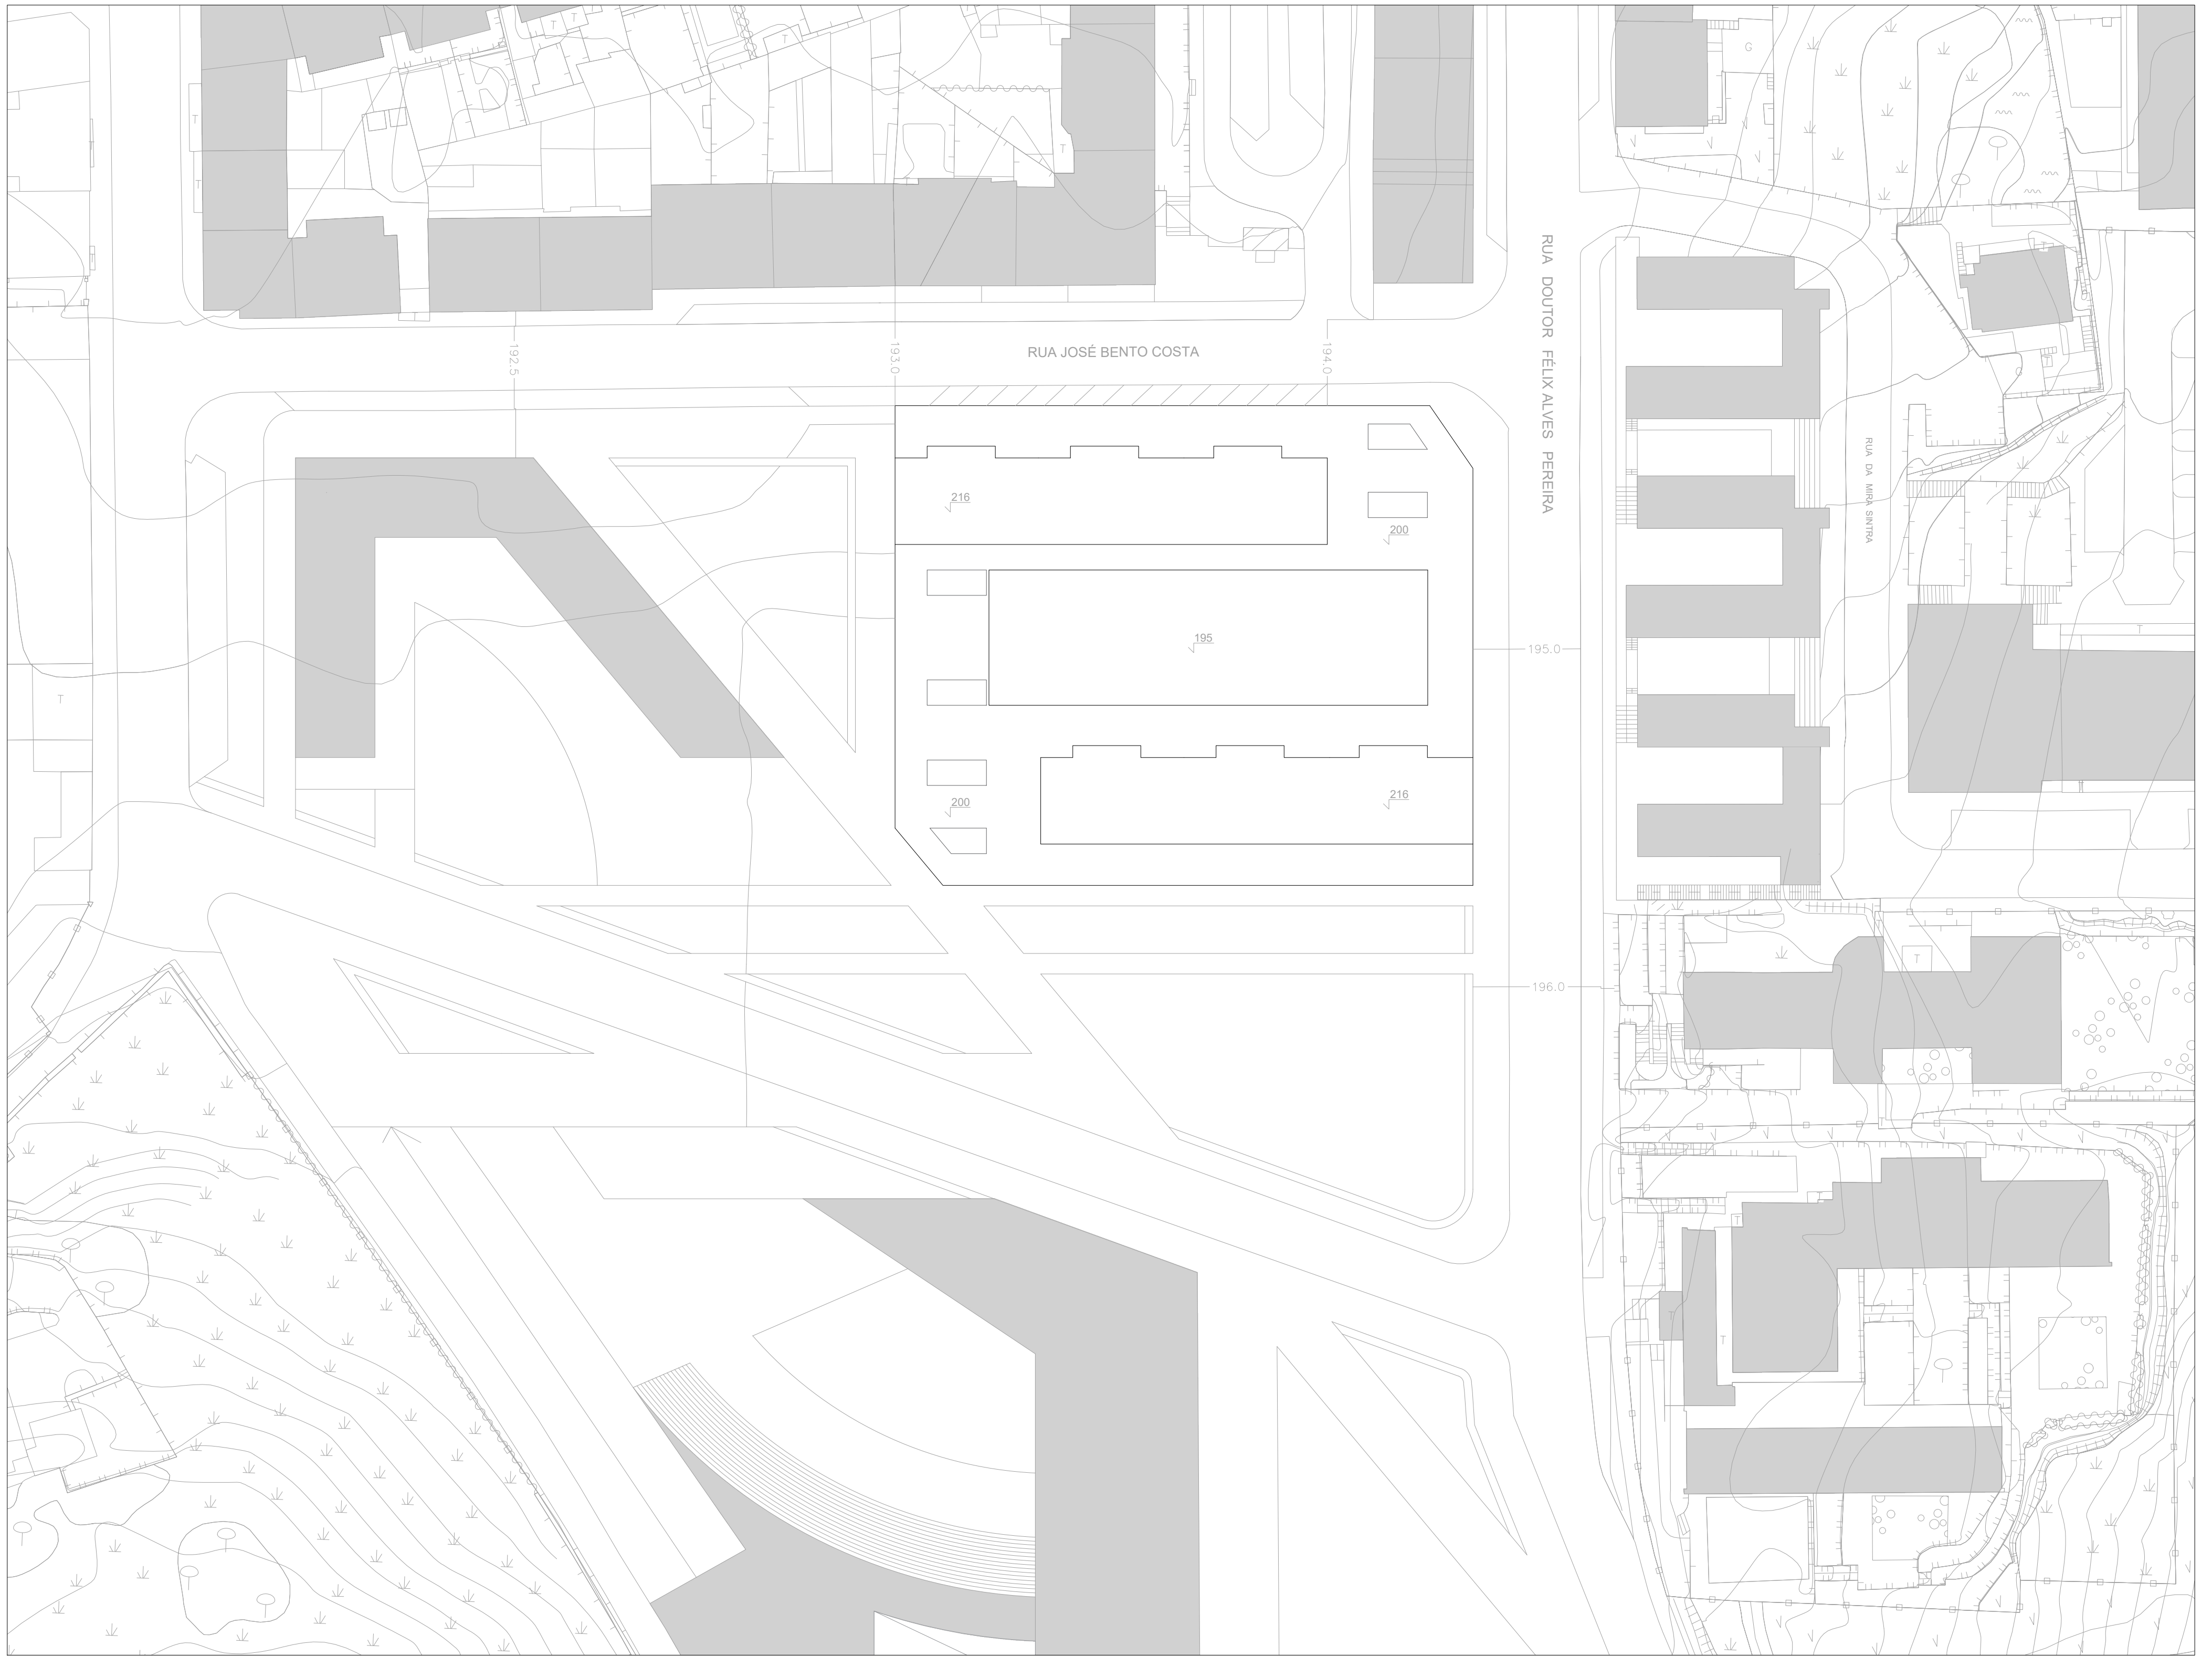 T
T
T
G
T
T
T
T
T
T
T
RUA JOSÉ BENTO COSTA
192.5
193.0
194.0
RUA DOUTOR FÉLIX ALVES PEREIRA
T
G
RUA DA MIRA SINTRA
216
200
195
195.0
T
T
216
200
T
196.0
T
T
T
T